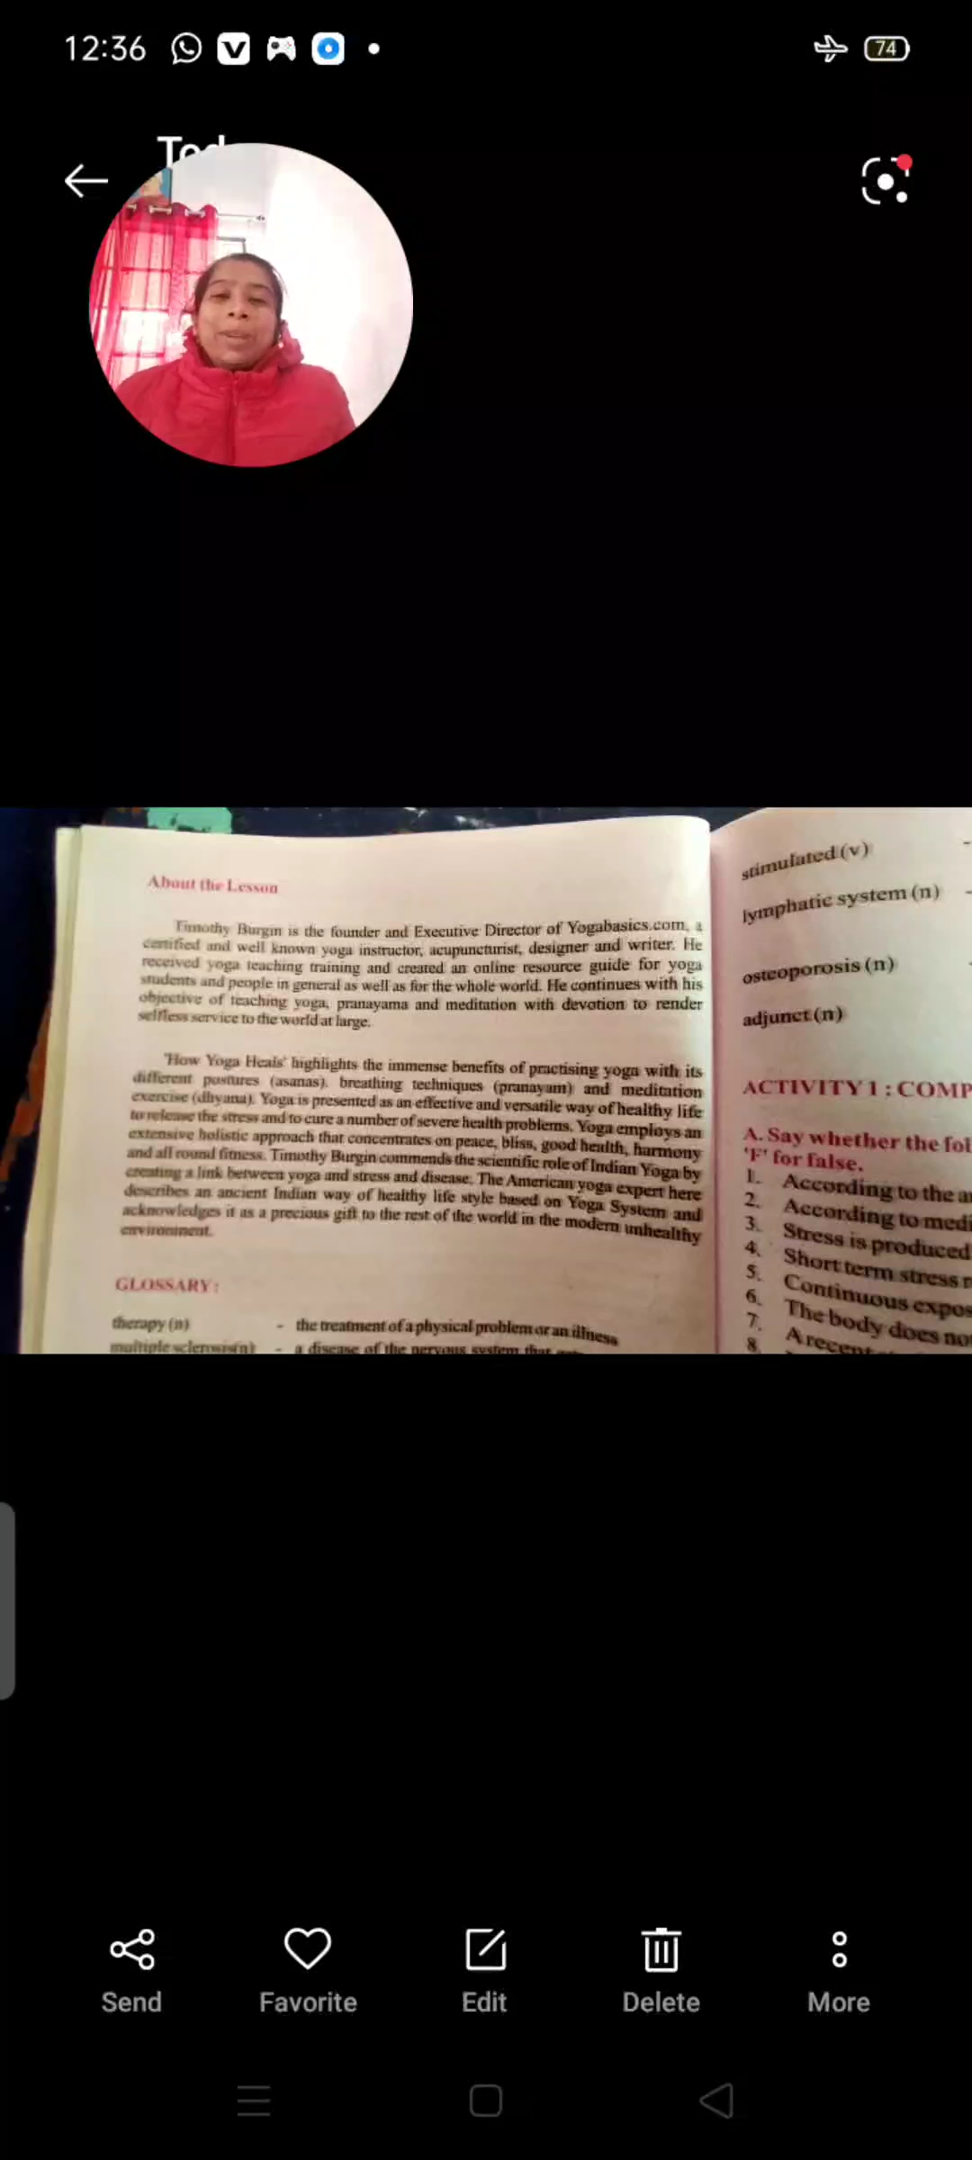 12:36
74
About the Lesson
Timothy Burgin is the founder and Executive Director of Yogabasics.com, a
certified and well known yoga instructor, acupuncturist, designer and writer. He
received yoga teaching training and created an online resource guide for yoga
students and people in general as well as for the whole world. He continues with his
objective of teaching yoga, pranayama and meditation with devotion to render
selfless service to the world at large.
'How Yoga Heals' highlights the immense benefits of practising yoga with its
different postures (asanas), breathing techniques (pranayam) and meditation
exercise (dhyana). Yoga is presented as an effective and versatile way of healthy life
to release the stress and to cure a number of severe health problems. Yoga employs an
extensive holistic approach that concentrates on peace, bliss, good health, harmony
and all round fitness. Timothy Burgin commends the scientific role of Indian Yoga by
creating a link between yoga and stress and disease. The American yoga expert here
describes an ancient Indian way of healthy life style based on Yoga System and
acknowledges it as a precious gift to the rest of the world in the modern unhealthy
environment.
GLOSSARY :
therapy (n) - the treatment of a physical problem or an illness
multiple sclerosis(n) - a disease of the nervous system that
stimulated (v) -
lymphatic system (n) -
osteoporosis (n)
adjunct (n)
ACTIVITY 1 : COMP
A. Say whether the fol
'F' for false.
1. According to the a
2. According to medi
3. Stress is produced
4. Short term stress r
5. Continuous expos
6. The body does no
7. A recent
8.
Send
Favorite
Edit
Delete
More